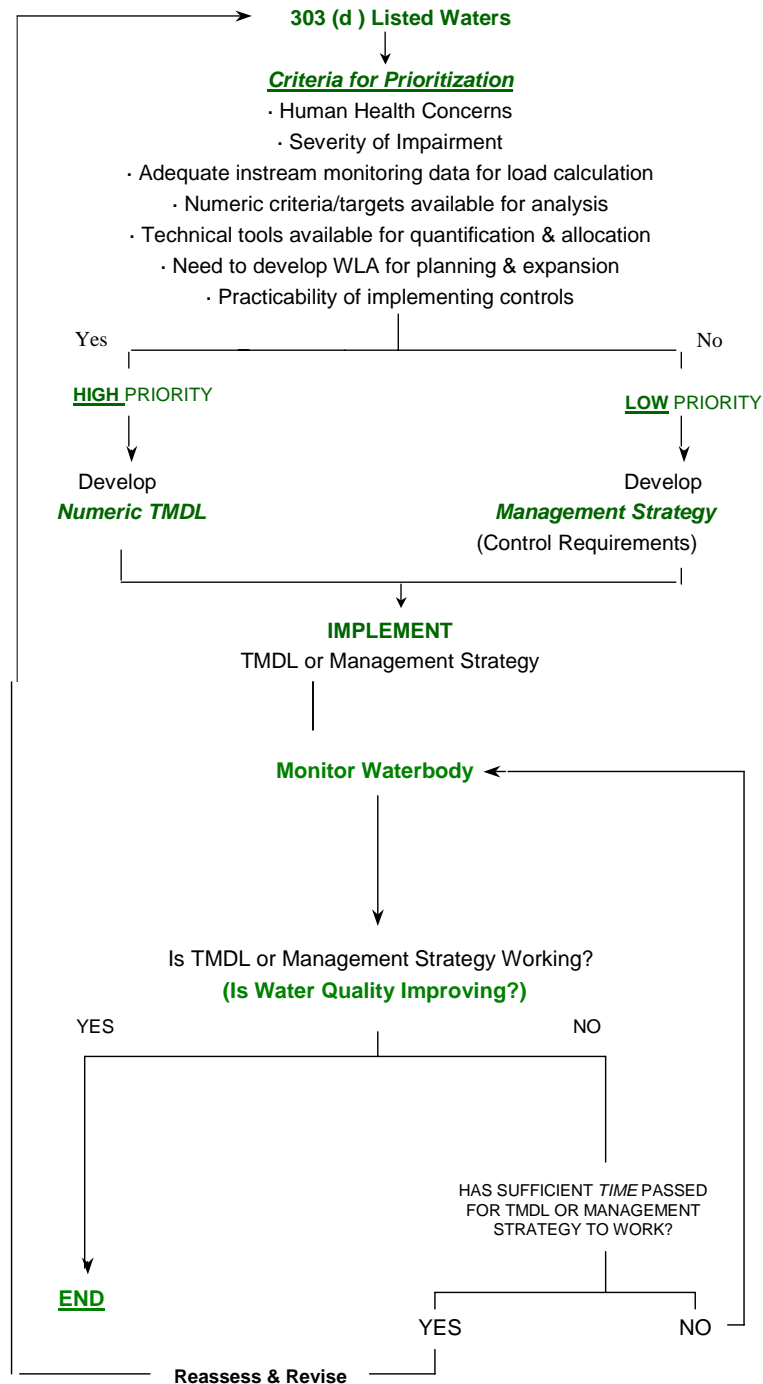 303 (d ) Listed Waters
Criteria for Prioritization
· Human Health Concerns
· Severity of Impairment
· Adequate instream monitoring data for load calculation
· Numeric criteria/targets available for analysis
· Technical tools available for quantification & allocation
· Need to develop WLA for planning & expansion
· Practicability of implementing controls
Yes
No
HIGH PRIORITY
LOW PRIORITY
Develop
Numeric TMDL
Develop
Management Strategy
(Control Requirements)
IMPLEMENT
TMDL or Management Strategy
Monitor Waterbody
Is TMDL or Management Strategy Working?
(Is Water Quality Improving?)
YES
NO
HAS SUFFICIENT TIME PASSED
FOR TMDL OR MANAGEMENT
STRATEGY TO WORK?
END
YES
NO
Reassess & Revise